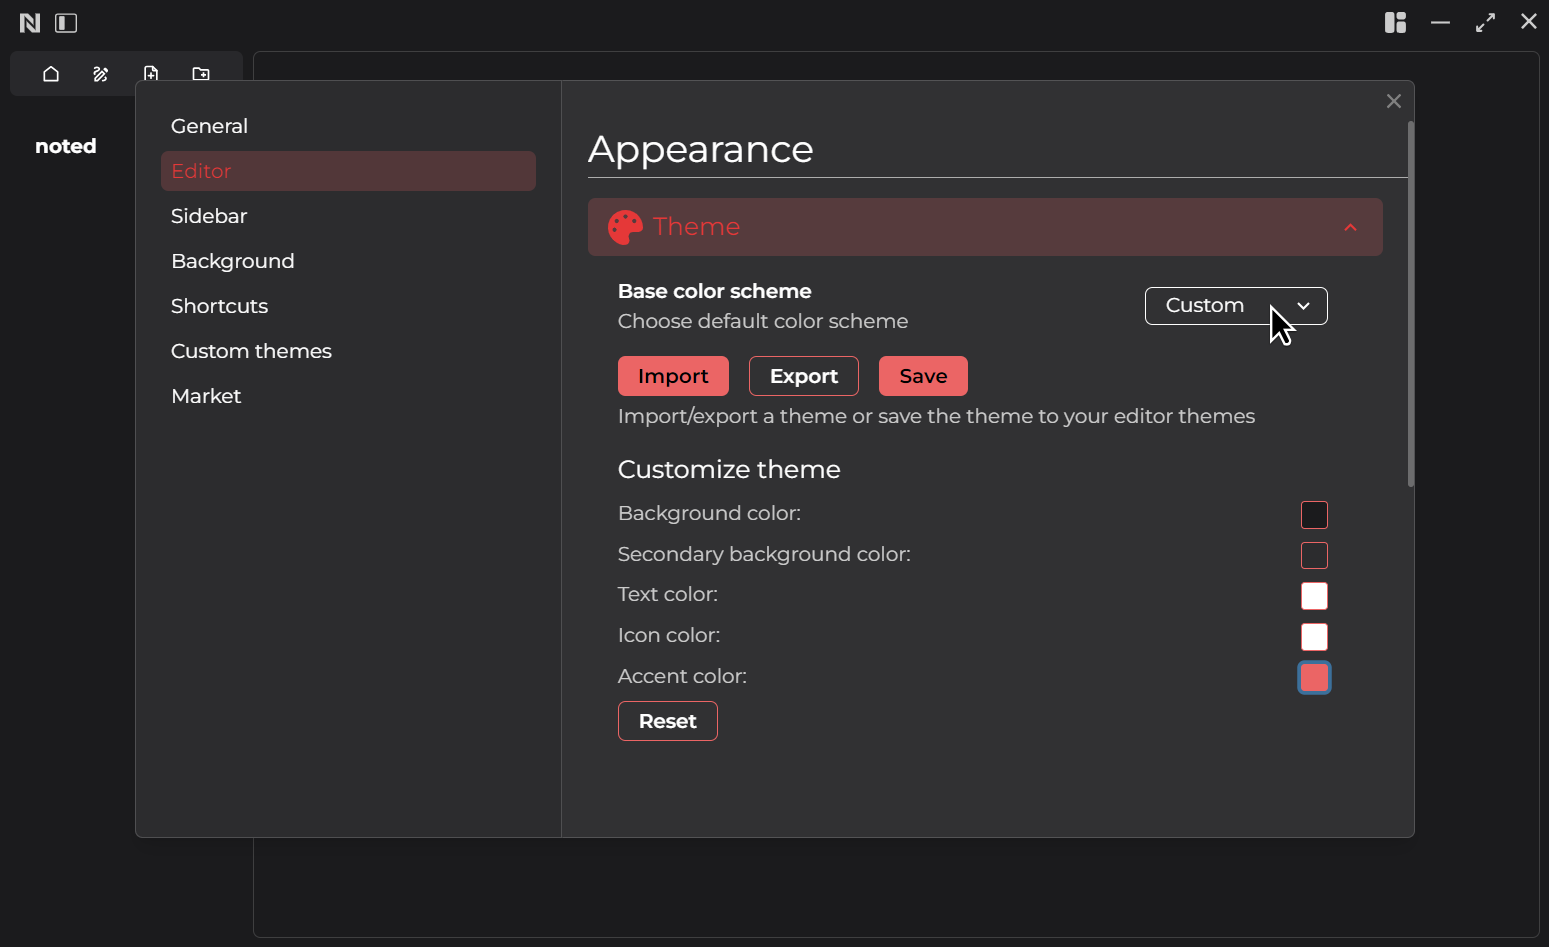 noted
General
Editor
Sidebar
Background
Shortcuts
Custom themes
Market
Appearance
Theme
Base color scheme
Choose default color scheme
Custom
Import Export Save
Import/export a theme or save the theme to your editor themes
Customize theme
Background color:
Secondary background color:
Text color:
Icon color:
Accent color:
Reset